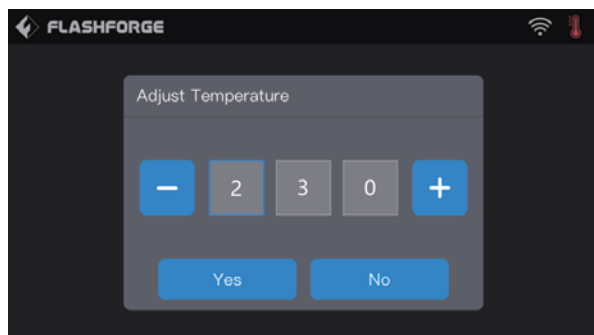 FLASHFORGE
Adjust Temperature
− 2 3 0 +
Yes No